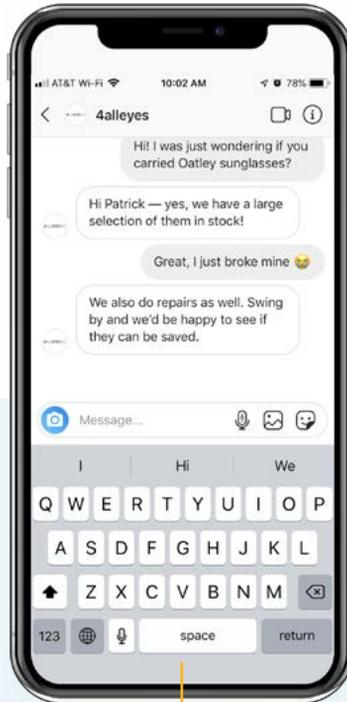 AT&T Wi-Fi 10:02 AM 78%
4alleyes
Hi! I was just wondering if you
carried Oatley sunglasses?
Hi Patrick — yes, we have a large
selection of them in stock!
Great, I just broke mine 😭
We also do repairs as well. Swing
by and we'd be happy to see if
they can be saved.
Message...
I Hi We
Q W E R T Y U I O P
A S D F G H J K L
Z X C V B N M
123 space return